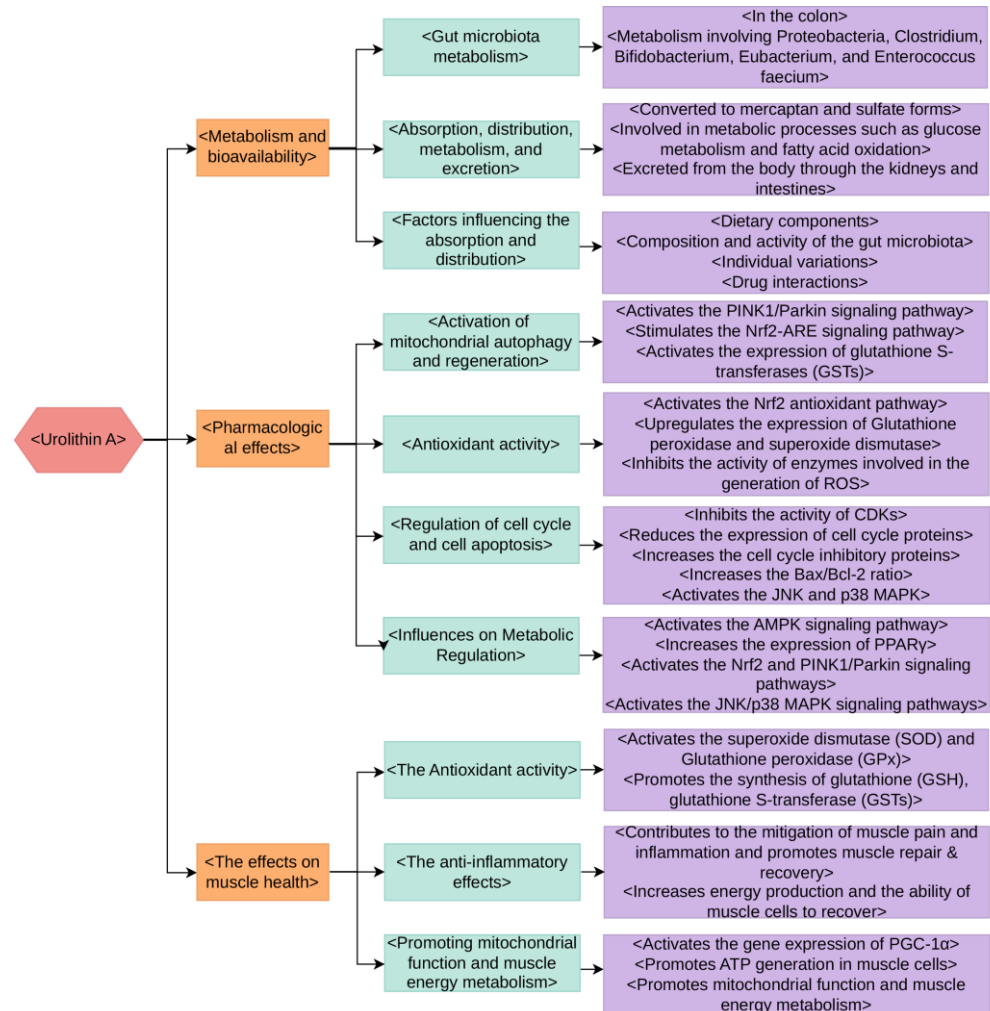 <Urolithin A>
<Metabolism and
bioavailability>
<Gut microbiota
metabolism>
<In the colon>
<Metabolism involving Proteobacteria, Clostridium,
Bifidobacterium, Eubacterium, and Enterococcus
faecium>
<Absorption, distribution,
metabolism, and
excretion>
<Converted to mercaptan and sulfate forms>
<Involved in metabolic processes such as glucose
metabolism and fatty acid oxidation>
<Excreted from the body through the kidneys and
intestines>
<Factors influencing the
absorption and
distribution>
<Dietary components>
<Composition and activity of the gut microbiota>
<Individual variations>
<Drug interactions>
<Pharmacologic
al effects>
<Activation of
mitochondrial autophagy
and regeneration>
<Activates the PINK1/Parkin signaling pathway>
<Stimulates the Nrf2-ARE signaling pathway>
<Activates the expression of glutathione S-
transferases (GSTs)>
<Antioxidant activity>
<Activates the Nrf2 antioxidant pathway>
<Upregulates the expression of Glutathione
peroxidase and superoxide dismutase>
<Inhibits the activity of enzymes involved in the
generation of ROS>
<Regulation of cell cycle
and cell apoptosis>
<Inhibits the activity of CDKs>
<Reduces the expression of cell cycle proteins>
<Increases the cell cycle inhibitory proteins>
<Increases the Bax/Bcl-2 ratio>
<Activates the JNK and p38 MAPK>
<Influences on Metabolic
Regulation>
<Activates the AMPK signaling pathway>
<Increases the expression of PPARγ>
<Activates the Nrf2 and PINK1/Parkin signaling
pathways>
<Activates the JNK/p38 MAPK signaling pathways>
<The effects on
muscle health>
<The Antioxidant activity>
<Activates the superoxide dismutase (SOD) and
Glutathione peroxidase (GPx)>
<Promotes the synthesis of glutathione (GSH),
glutathione S-transferase (GSTs)>
<The anti-inflammatory
effects>
<Contributes to the mitigation of muscle pain and
inflammation and promotes muscle repair &
recovery>
<Increases energy production and the ability of
muscle cells to recover>
<Promoting mitochondrial
function and muscle
energy metabolism>
<Activates the gene expression of PGC-1α>
<Promotes ATP generation in muscle cells>
<Promotes mitochondrial function and muscle
energy metabolism>